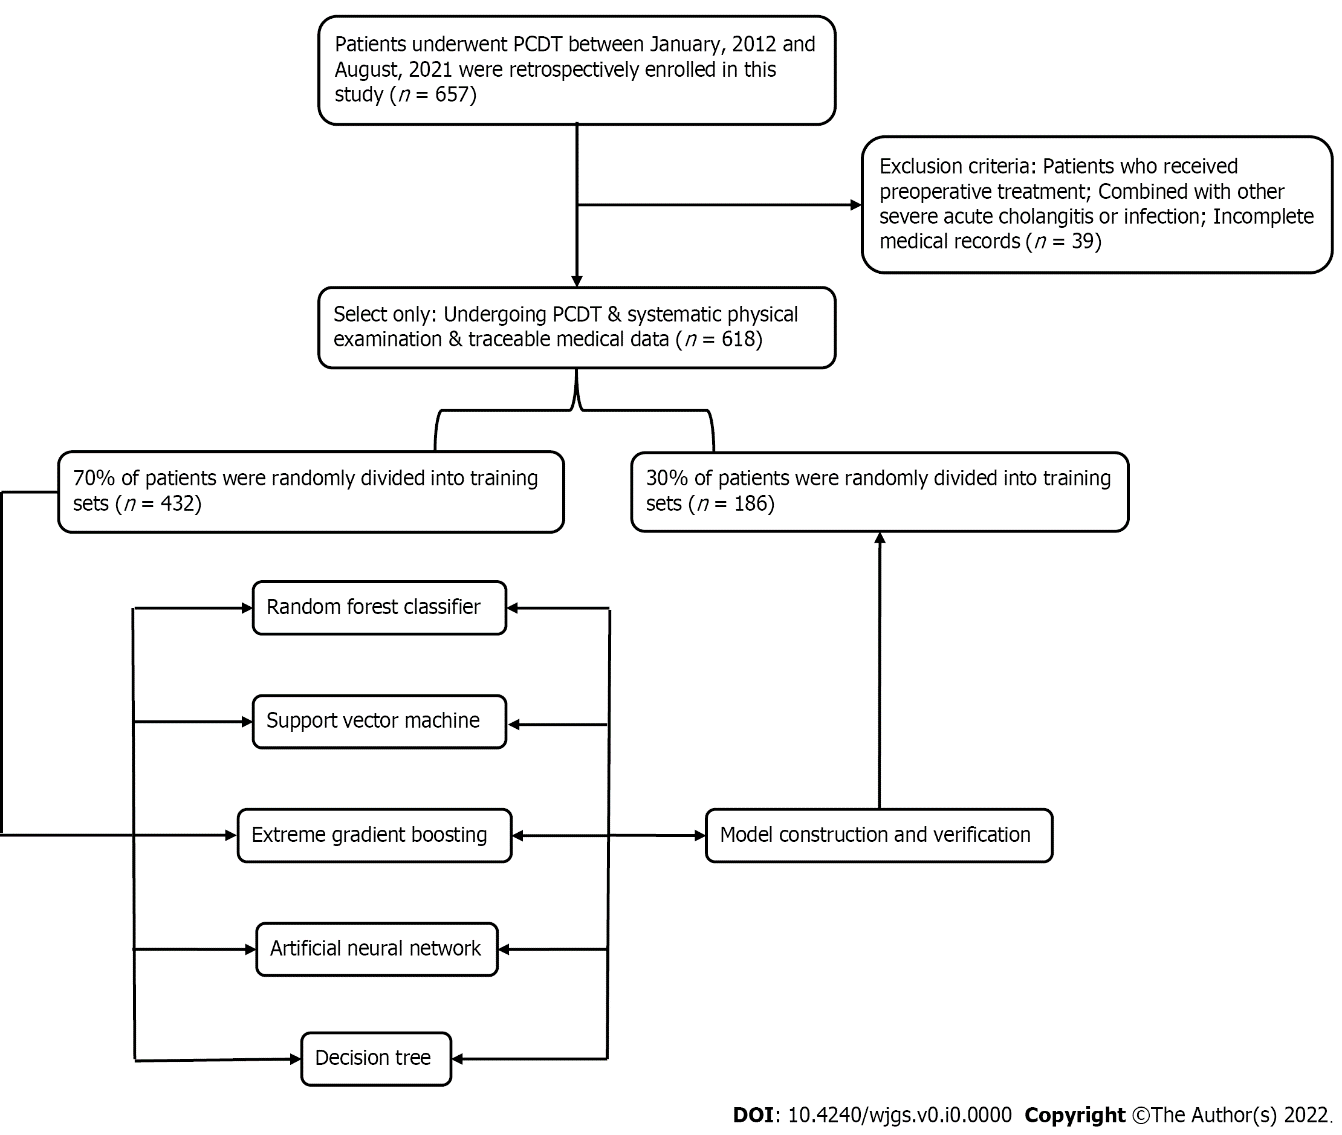 Patients underwent PCDT between January, 2012 and
August, 2021 were retrospectively enrolled in this
study (n = 657)
Exclusion criteria: Patients who received
preoperative treatment; Combined with other
severe acute cholangitis or infection; Incomplete
medical records (n = 39)
Select only: Undergoing PCDT & systematic physical
examination & traceable medical data (n = 618)
70% of patients were randomly divided into training
sets (n = 432)
30% of patients were randomly divided into training
sets (n = 186)
Random forest classifier
Support vector machine
Extreme gradient boosting
Model construction and verification
Artificial neural network
Decision tree
DOI: 10.4240/wjgs.v0.i0.0000 Copyright ©The Author(s) 2022.